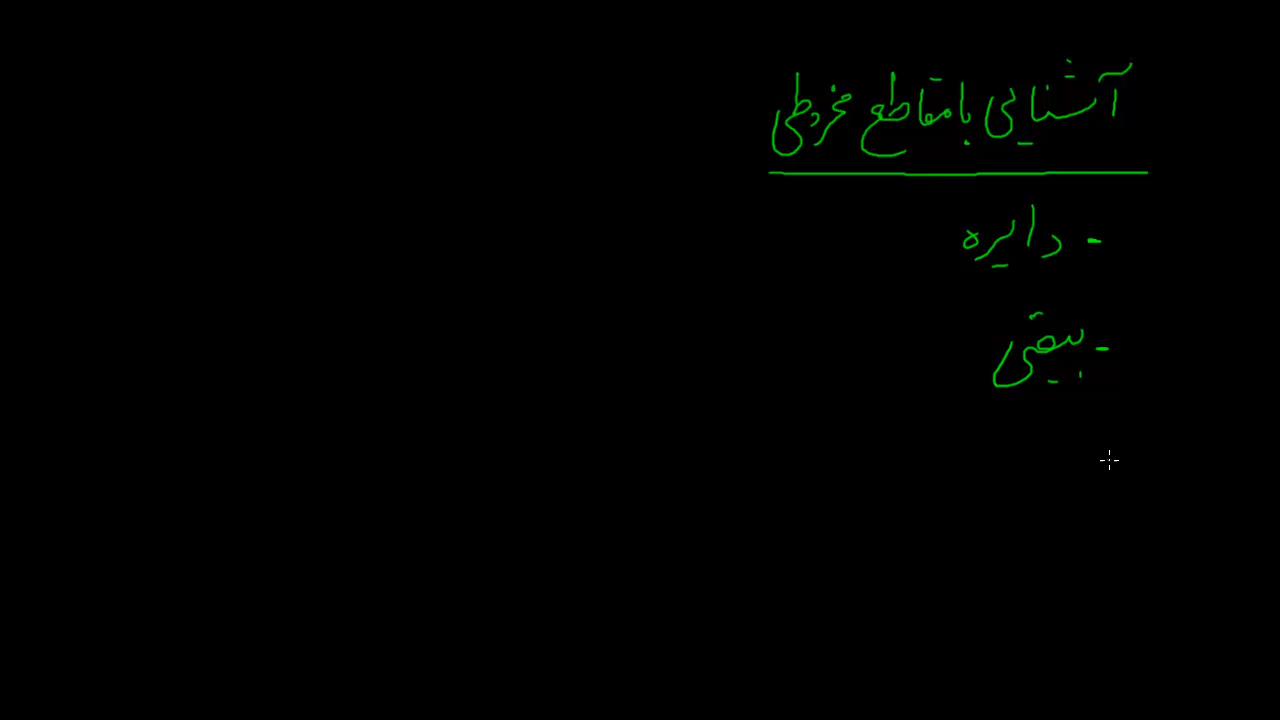 آشنایی با مقاطع مخروطی
- دایره
- بیضی